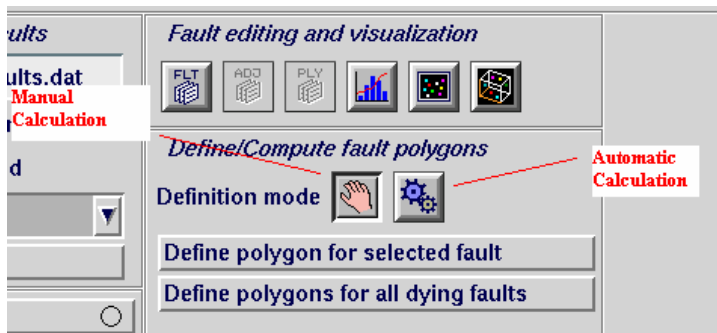 ults
ults.dat
Manual
Calculation
d
Fault editing and visualization
FLT
ADJ
PLY
Define/Compute fault polygons
Definition mode
Automatic
Calculation
Define polygon for selected fault
Define polygons for all dying faults